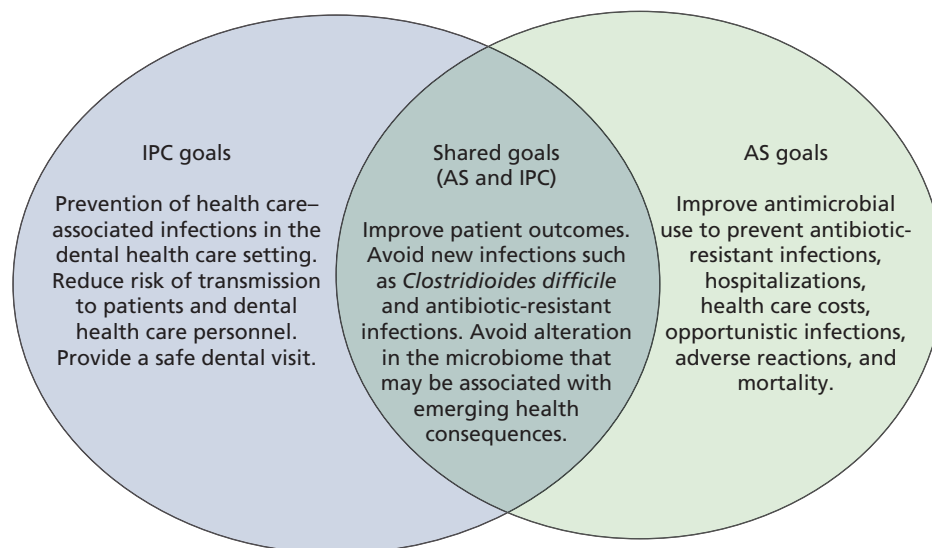 IPC goals
Prevention of health care–
associated infections in the
dental health care setting.
Reduce risk of transmission
to patients and dental
health care personnel.
Provide a safe dental visit.
Shared goals
(AS and IPC)
Improve patient outcomes.
Avoid new infections such
as Clostridioides difficile
and antibiotic-resistant
infections. Avoid alteration
in the microbiome that
may be associated with
emerging health
consequences.
AS goals
Improve antimicrobial
use to prevent antibiotic-
resistant infections,
hospitalizations,
health care costs,
opportunistic infections,
adverse reactions, and
mortality.